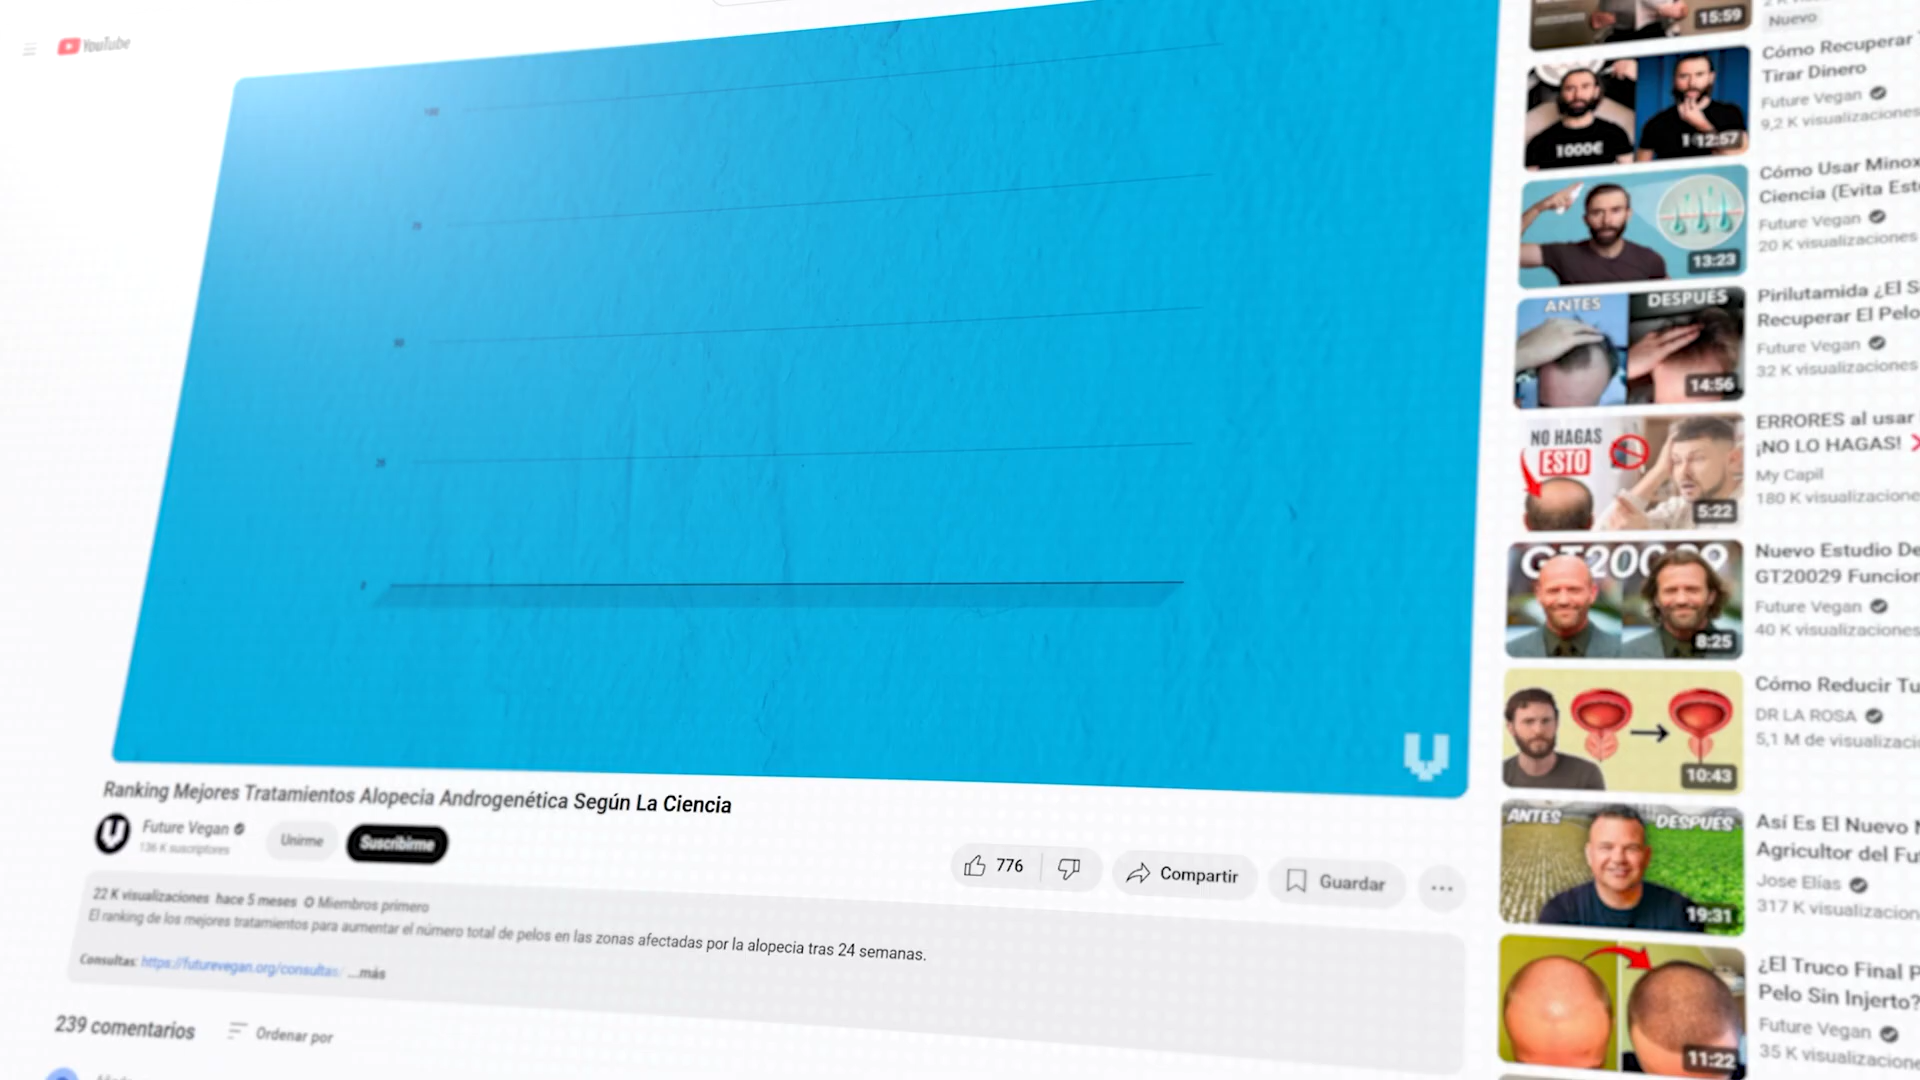 YouTube
100
75
50
25
0
Ranking Mejores Tratamientos Alopecia Androgenética Según La Ciencia
Future Vegan
136 K suscriptores
Unirme
Suscribirme
776
Compartir
Guardar
22 K visualizaciones hace 5 meses Miembros primero
El ranking de los mejores tratamientos para aumentar el número total de pelos en las zonas afectadas por la alopecia tras 24 semanas.
Consultas: https://futurevegan.org/consultas/ ...más
239 comentarios
Ordenar por
15:59
Nuevo
1000€
12:57
Cómo Recuperar
Tirar Dinero
Future Vegan
9,2 K visualizaciones
13:23
Cómo Usar Minox
Ciencia (Evita Est
Future Vegan
20 K visualizaciones
ANTES
DESPUÉS
14:56
Pirilutamida ¿El S
Recuperar El Pelo
Future Vegan
32 K visualizaciones
NO HAGAS
ESTO
5:22
ERRORES al usar
¡NO LO HAGAS!
My Capil
180 K visualizacione
GT20029
8:25
Nuevo Estudio De
GT20029 Funcion
Future Vegan
40 K visualizaciones
10:43
Cómo Reducir Tu
DR LA ROSA
5,1 M de visualizaci
ANTES
DESPUÉS
19:31
Así Es El Nuevo
Agricultor del Fu
Jose Elías
317 K visualizacion
11:22
¿El Truco Final P
Pelo Sin Injerto?
Future Vegan
35 K visualizacione